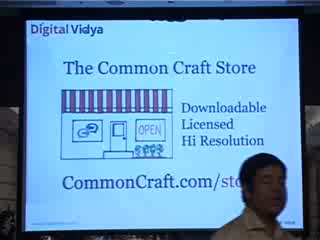 Digital Vidya
The Common Craft Store
Downloadable
Licensed
Hi Resolution
OPEN
CommonCraft.com/sto